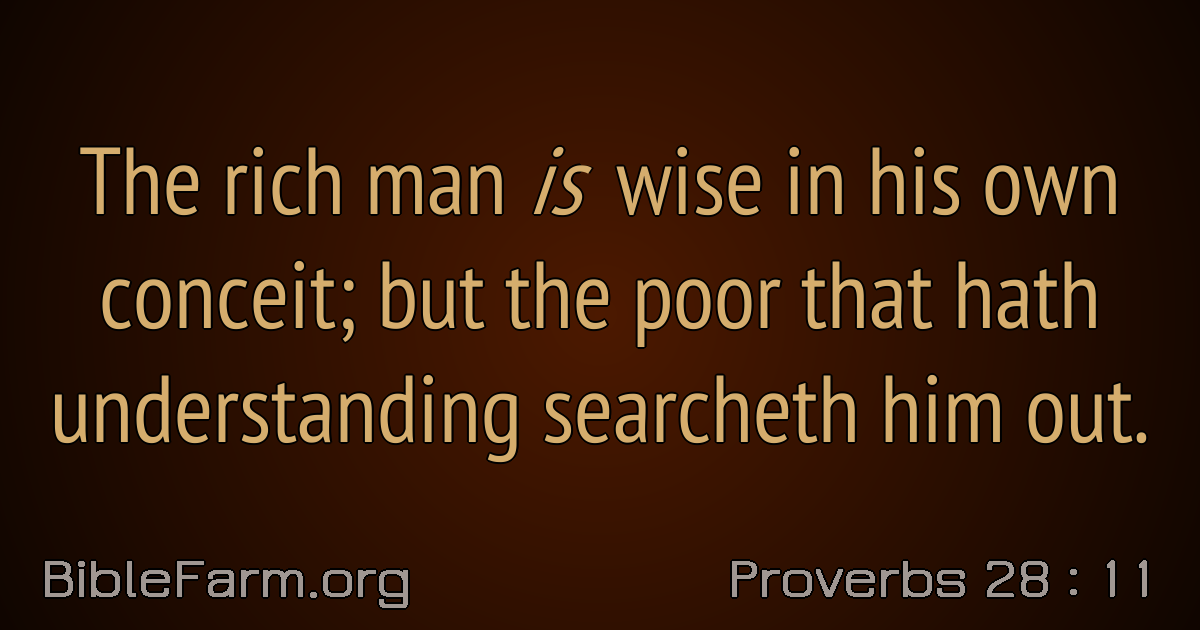 The rich man is wise in his own
conceit; but the poor that hath
understanding searcheth him out.
BibleFarm.org
Proverbs 28 : 11